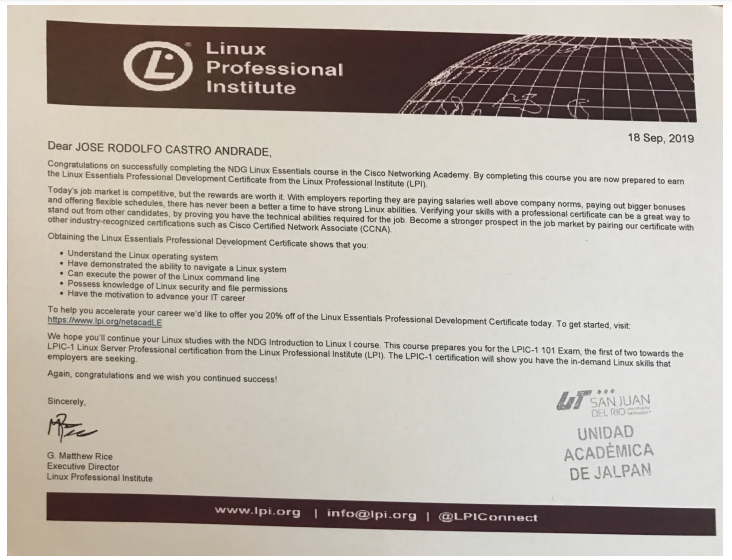 Linux
Professional
Institute
18 Sep, 2019
Dear JOSE RODOLFO CASTRO ANDRADE,
Congratulations on successfully completing the NDG Linux Essentials course in the Cisco Networking Academy. By completing this course you are now prepared to earn
the Linux Essentials Professional Development Certificate from the Linux Professional Institute (LPI).
Today's job market is competitive, but the rewards are worth it. With employers reporting they are paying salaries well above company norms, paying out bigger bonuses
and offering flexible schedules, there has never been a better a time to have strong Linux abilities. Verifying your skills with a professional certificate can be a great way to
stand out from other candidates, by proving you have the technical abilities required for the job. Become a stronger prospect in the job market by pairing our certificate with
other industry-recognized certifications such as Cisco Certified Network Associate (CCNA).
Obtaining the Linux Essentials Professional Development Certificate shows that you:
• Understand the Linux operating system
• Have demonstrated the ability to navigate a Linux system
• Can execute the power of the Linux command line
• Possess knowledge of Linux security and file permissions
• Have the motivation to advance your IT career
To help you accelerate your career we'd like to offer you 20% off of the Linux Essentials Professional Development Certificate today. To get started, visit:
https://www.lpi.org/netacadLE
We hope you'll continue your Linux studies with the NDG Introduction to Linux I course. This course prepares you for the LPIC-1 101 Exam, the first of two towards the
LPIC-1 Linux Server Professional certification from the Linux Professional Institute (LPI). The LPIC-1 certification will show you have the in-demand Linux skills that
employers are seeking.
Again, congratulations and we wish you continued success!
Sincerely,
G. Matthew Rice
Executive Director
Linux Professional Institute
UT SAN JUAN
DEL RIO
UNIDAD
ACADÉMICA
DE JALPAN
www.lpi.org | info@lpi.org | @LPIConnect